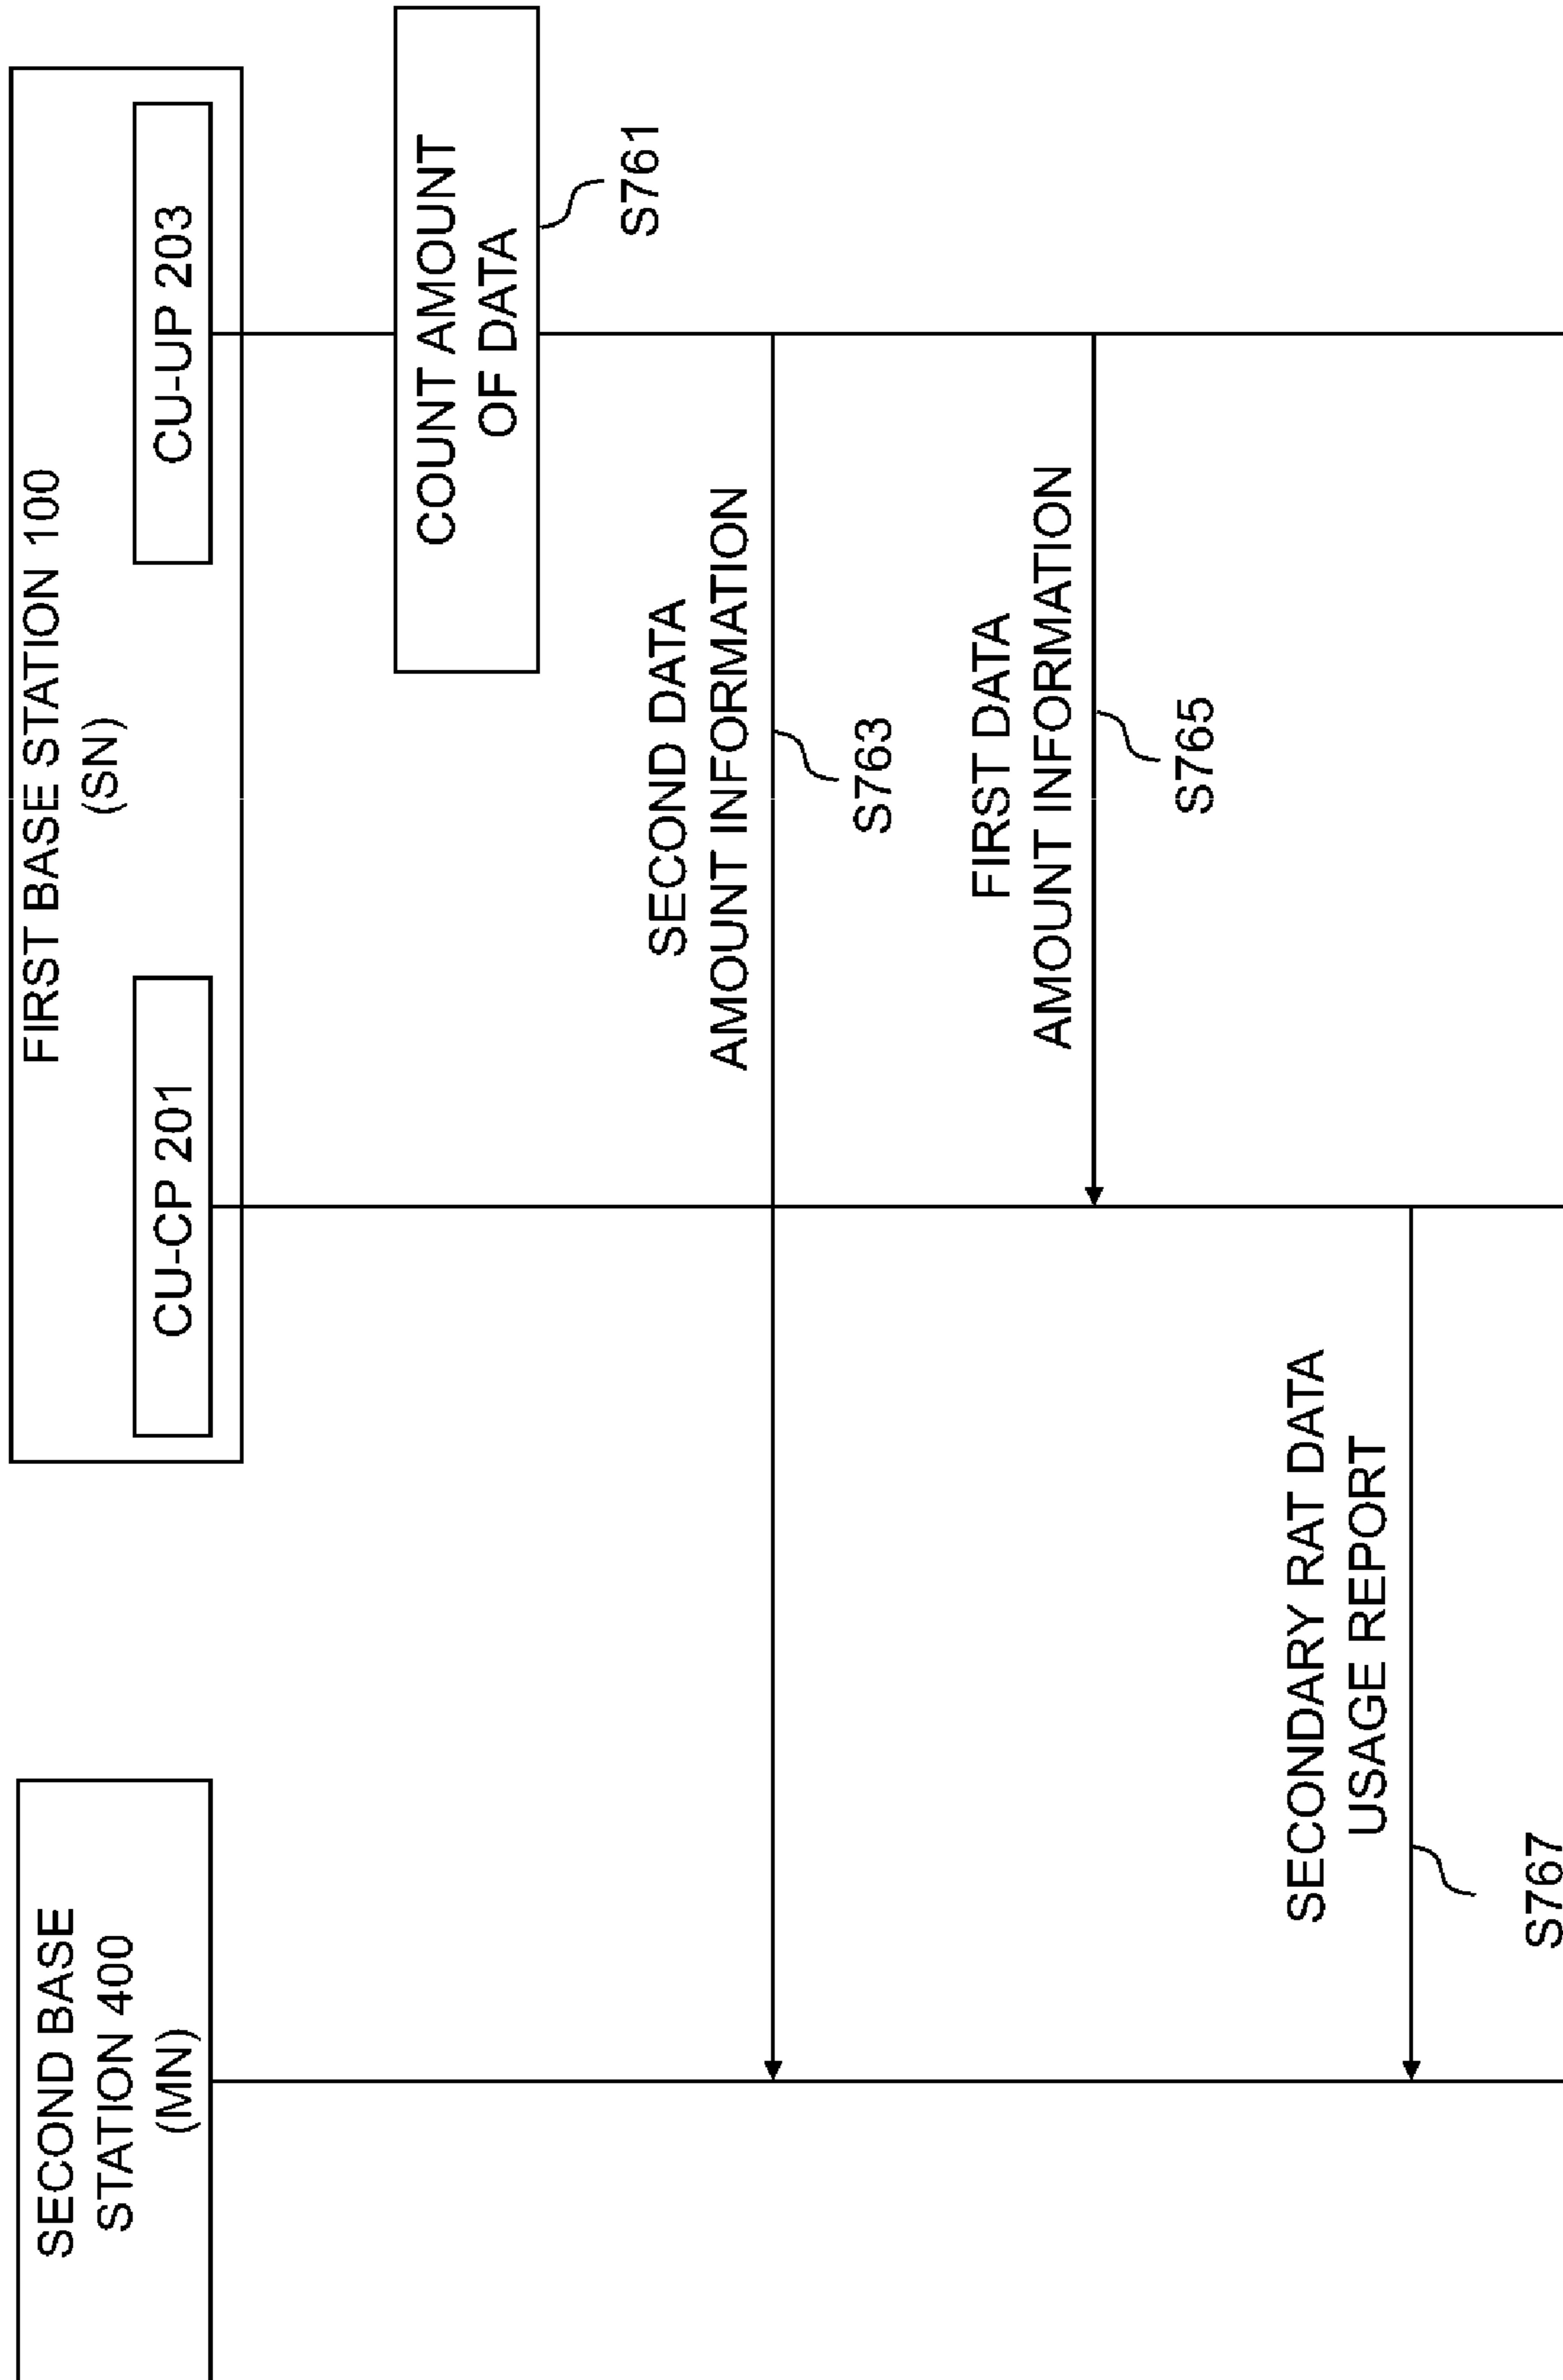 SECOND BASE
STATION 400
(MN)
FIRST BASE STATION 100
(SN)
CU-CP 201
CU-UP 203
COUNT AMOUNT
OF DATA
S761
SECOND DATA
AMOUNT INFORMATION
S763
FIRST DATA
AMOUNT INFORMATION
S765
SECONDARY RAT DATA
USAGE REPORT
S767